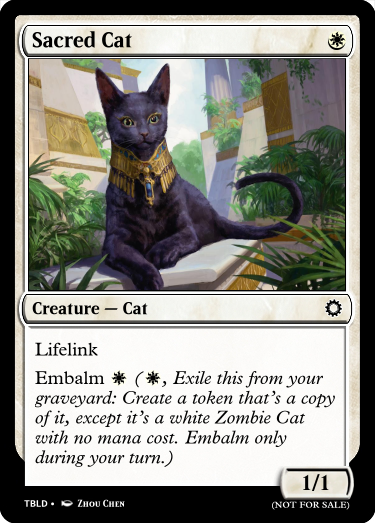 Sacred Cat
Creature — Cat
Lifelink
Embalm ( , Exile this from your
graveyard: Create a token that's a copy
of it, except it's a white Zombie Cat
with no mana cost. Embalm only
during your turn.)
1/1
TBLD • Zhou Chen
(NOT FOR SALE)